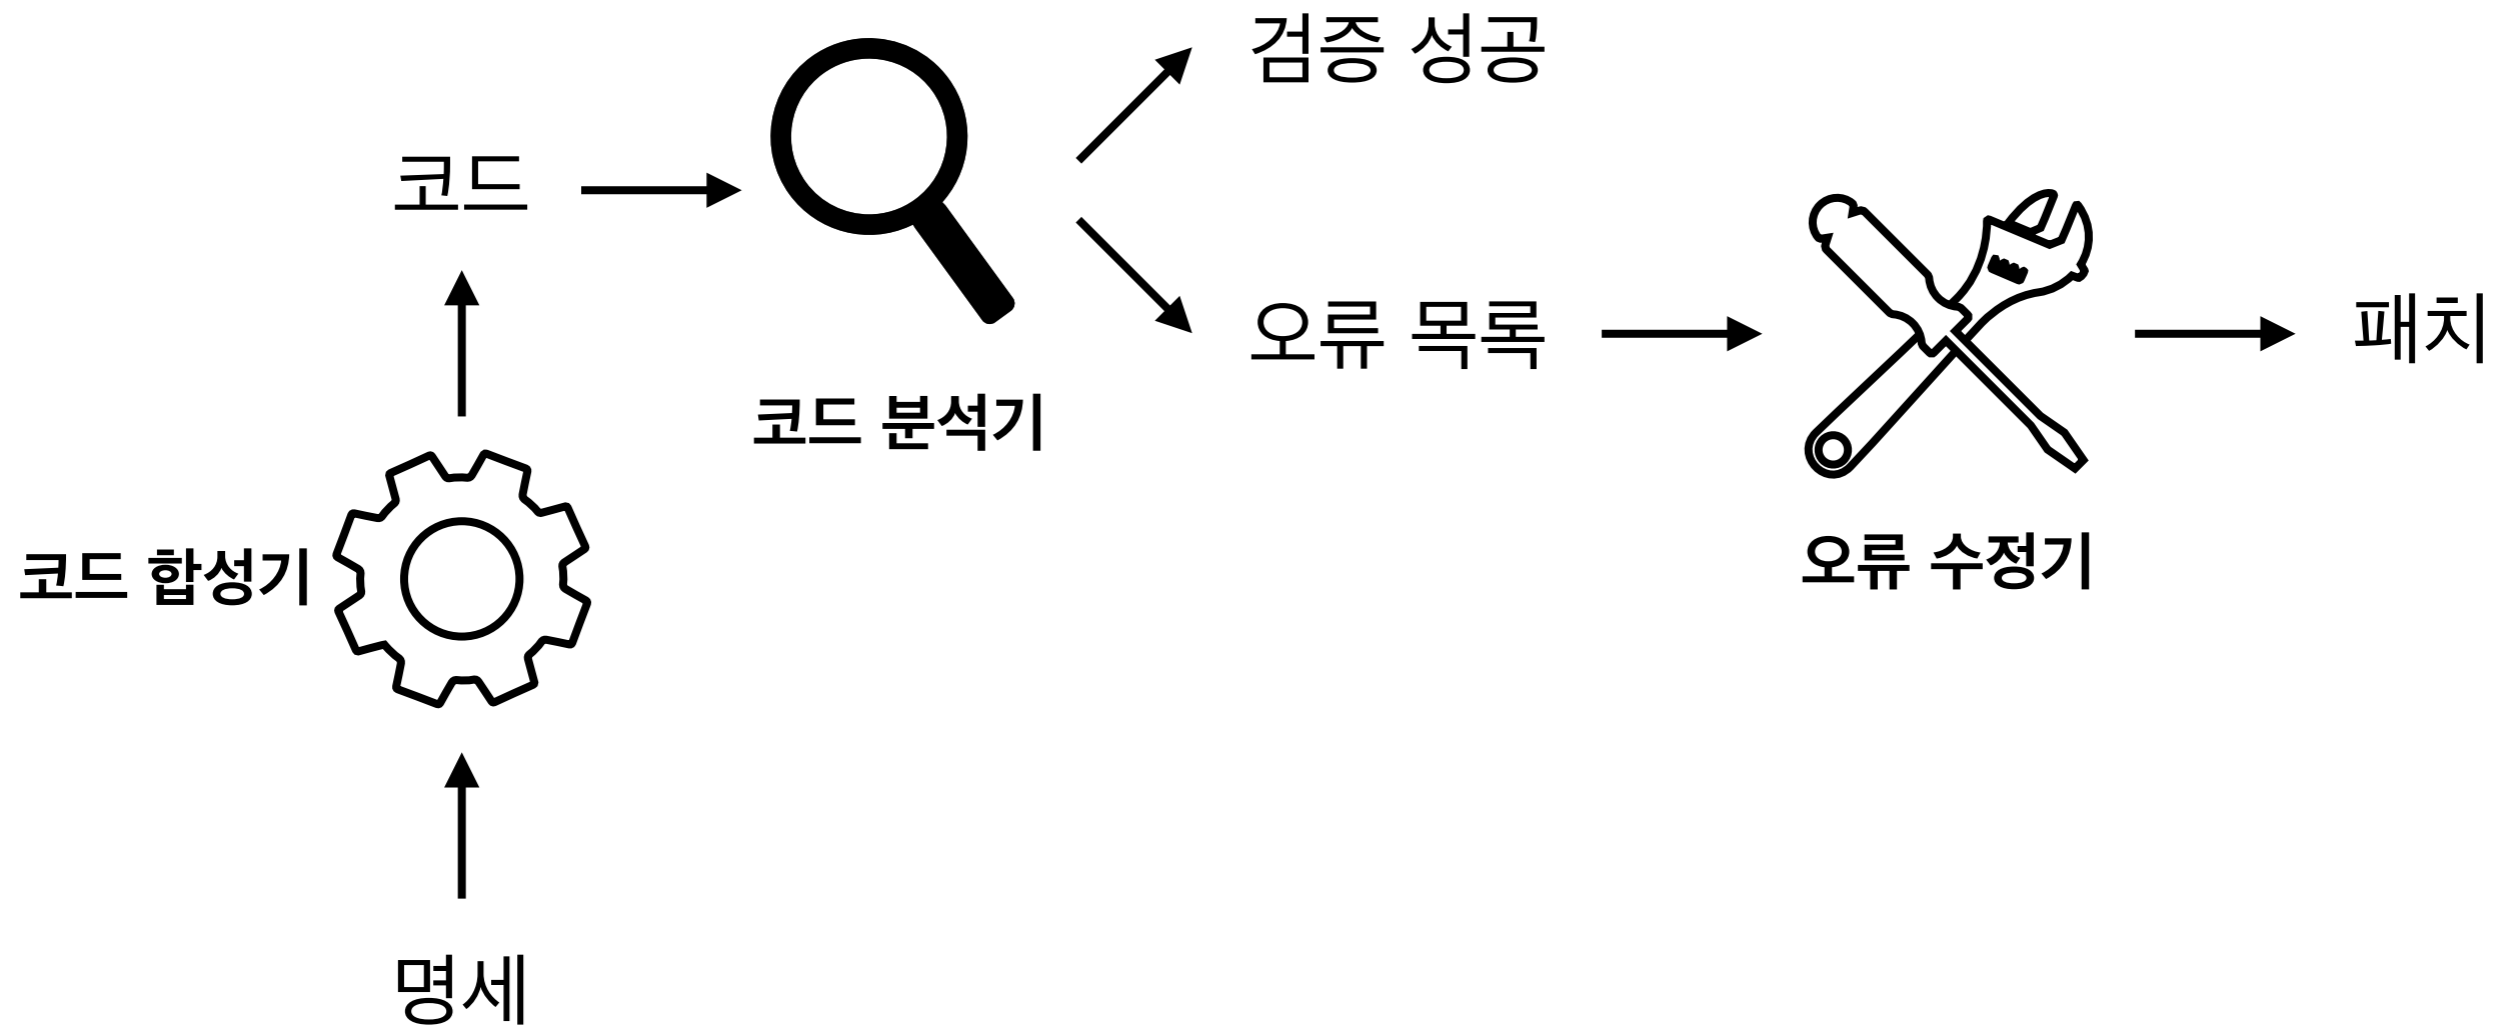 검증 성공
코드
오류 목록
패치
코드 분석기
코드 합성기
오류 수정기
명세